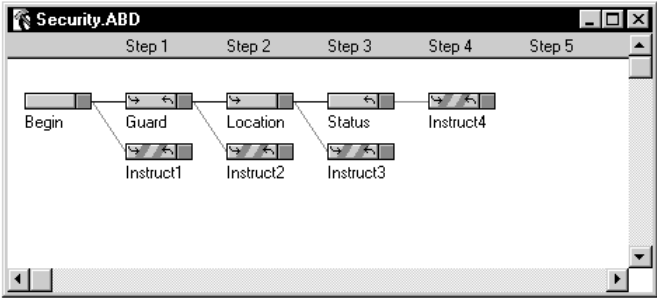 Security.ABD
Step 1 Step 2 Step 3 Step 4 Step 5
Begin Guard Location Status Instruct4
Instruct1 Instruct2 Instruct3